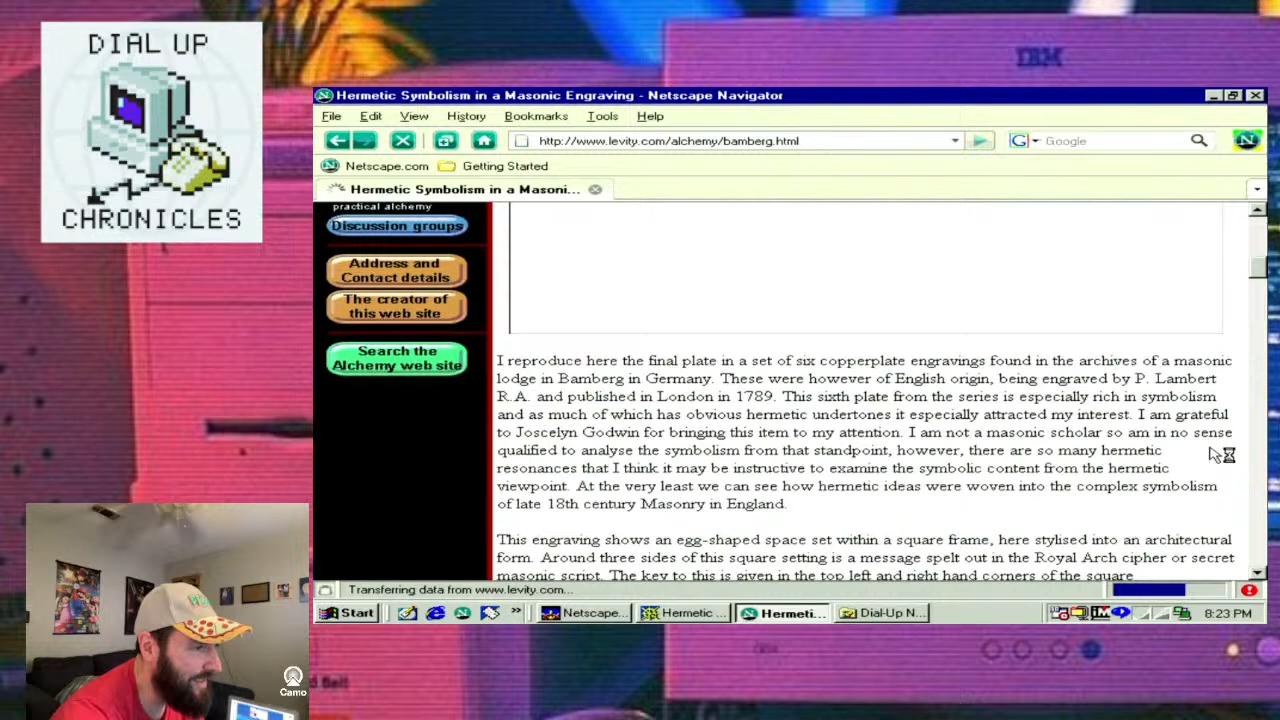 DIAL UP
CHRONICLES
IBM
Hermetic Symbolism in a Masonic Engraving - Netscape Navigator
File Edit View History Bookmarks Tools Help
http://www.levity.com/alchemy/bamberg.html
G Google
Netscape.com Getting Started
Hermetic Symbolism in a Masoni...
practical alchemy
Discussion groups
Address and
Contact details
The creator of
this web site
Search the
Alchemy web site
I reproduce here the final plate in a set of six copperplate engravings found in the archives of a masonic
lodge in Bamberg in Germany. These were however of English origin, being engraved by P. Lambert
R.A. and published in London in 1789. This sixth plate from the series is especially rich in symbolism
and as much of which has obvious hermetic undertones it especially attracted my interest. I am grateful
to Joscelyn Godwin for bringing this item to my attention. I am not a masonic scholar so am in no sense
qualified to analyse the symbolism from that standpoint, however, there are so many hermetic
resonances that I think it may be instructive to examine the symbolic content from the hermetic
viewpoint. At the very least we can see how hermetic ideas were woven into the complex symbolism
of late 18th century Masonry in England.
This engraving shows an egg-shaped space set within a square frame, here stylised into an architectural
form. Around three sides of this square setting is a message spelt out in the Royal Arch cipher or secret
masonic script. The key to this is given in the top left and right hand corners of the square
Transferring data from www.levity.com...
Start Netscape... Hermetic ... Hermeti... Dial-Up N... 8:23 PM
Camo
Bell